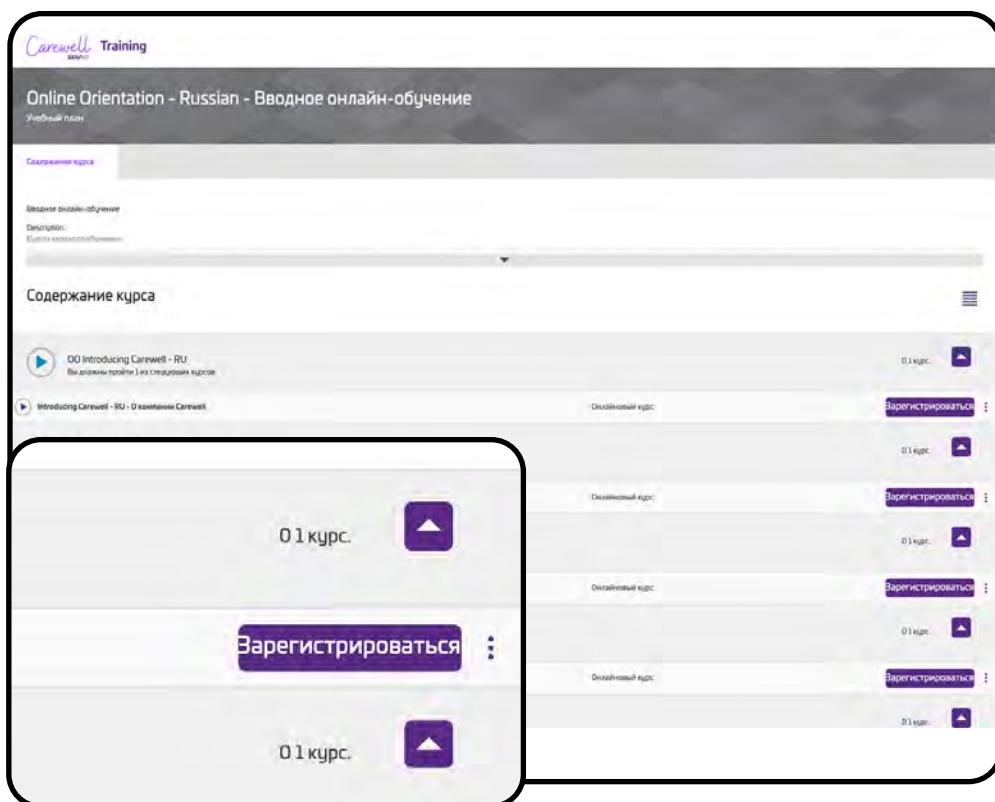 Carewell Training
SEIU
Online Orientation - Russian - Вводное онлайн-обучение
Учебный план
Содержание курса
Вводное онлайн-обучение
Description:
Содержание курса
OO Introducing Carewell - RU
Вы должны пройти 1 из следующих курсов
0 1 курс.
Introducing Carewell - RU - О компании Carewell
Онлайновый курс
Зарегистрироваться
0 1 курс.
Онлайновый курс
Зарегистрироваться
0 1 курс.
Онлайновый курс
Зарегистрироваться
0 1 курс.
Онлайновый курс
Зарегистрироваться
0 1 курс.
0 1 курс.
Зарегистрироваться
0 1 курс.